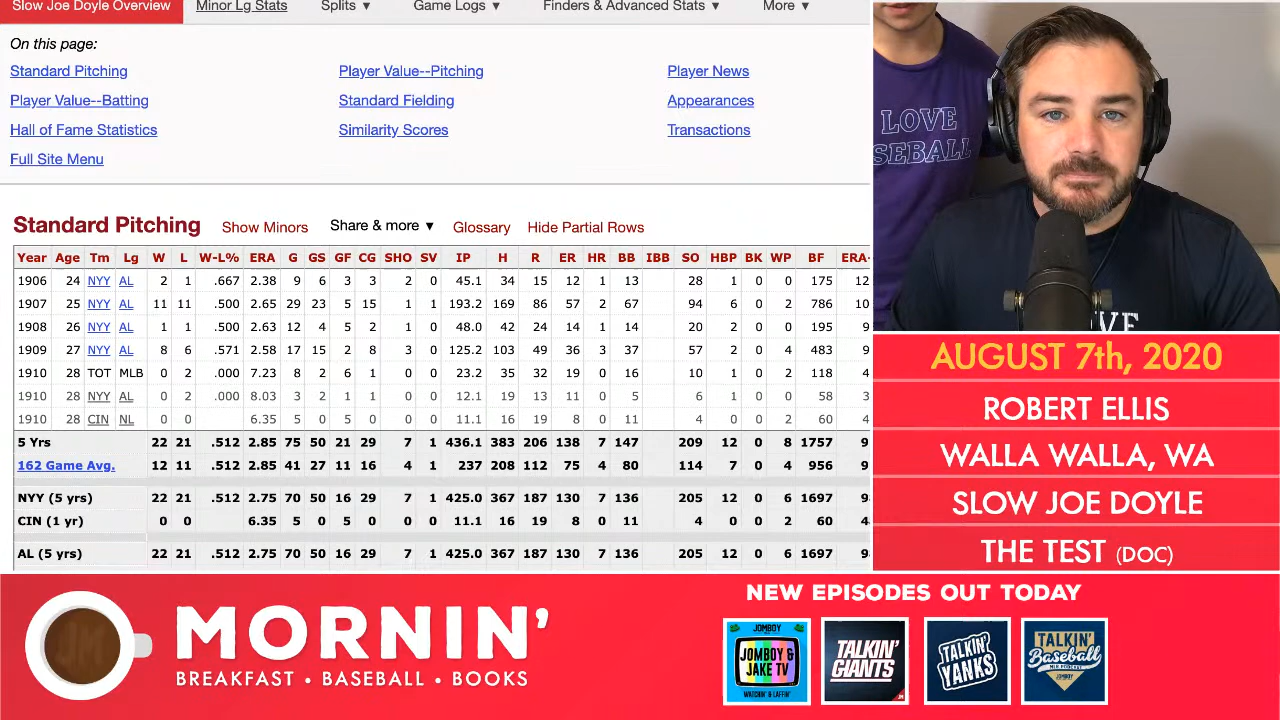 Slow Joe Doyle Overview Minor Lg Stats Splits ▼ Game Logs ▼ Finders & Advanced Stats ▼ More ▼
On this page:
Standard Pitching Player Value--Pitching Player News
Player Value--Batting Standard Fielding Appearances
Hall of Fame Statistics Similarity Scores Transactions
Full Site Menu
Standard Pitching Show Minors Share & more ▼ Glossary Hide Partial Rows
Year Age Tm Lg W L W-L% ERA G GS GF CG SHO SV IP H R ER HR BB IBB SO HBP BK WP BF ERA-
1906 24 NYY AL 2 1 .667 2.38 9 6 3 3 2 0 45.1 34 15 12 1 13 28 1 0 0 175 12
1907 25 NYY AL 11 11 .500 2.65 29 23 5 15 1 1 193.2 169 86 57 2 67 94 6 0 2 786 10
1908 26 NYY AL 1 1 .500 2.63 12 4 5 2 1 0 48.0 42 24 14 1 14 20 2 0 0 195 9
1909 27 NYY AL 8 6 .571 2.58 17 15 2 8 3 0 125.2 103 49 36 3 37 57 2 0 4 483 9
1910 28 TOT MLB 0 2 .000 7.23 8 2 6 1 0 0 23.2 35 32 19 0 16 10 1 0 2 118 4
1910 28 NYY AL 0 2 .000 8.03 3 2 1 1 0 0 12.1 19 13 11 0 5 6 1 0 0 58 3
1910 28 CIN NL 0 0 6.35 5 0 5 0 0 0 11.1 16 19 8 0 11 4 0 0 2 60 4
5 Yrs 22 21 .512 2.85 75 50 21 29 7 1 436.1 383 206 138 7 147 209 12 0 8 1757 9
162 Game Avg. 12 11 .512 2.85 41 27 11 16 4 1 237 208 112 75 4 80 114 7 0 4 956 9
NYY (5 yrs) 22 21 .512 2.75 70 50 16 29 7 1 425.0 367 187 130 7 136 205 12 0 6 1697 9
CIN (1 yr) 0 0 6.35 5 0 5 0 0 0 11.1 16 19 8 0 11 4 0 0 2 60 4
AL (5 yrs) 22 21 .512 2.75 70 50 16 29 7 1 425.0 367 187 130 7 136 205 12 0 6 1697 9
LOVE
SEBALL
VE
AUGUST 7th, 2020
ROBERT ELLIS
WALLA WALLA, WA
SLOW JOE DOYLE
THE TEST (DOC)
JM
MORNIN'
BREAKFAST • BASEBALL • BOOKS
NEW EPISODES OUT TODAY
JOMBOY
JOMBOY &
JAKE TV
WATCHIN' & LAFFIN'
TALKIN'
GIANTS
TALKIN'
YANKS
TALKIN'
Baseball